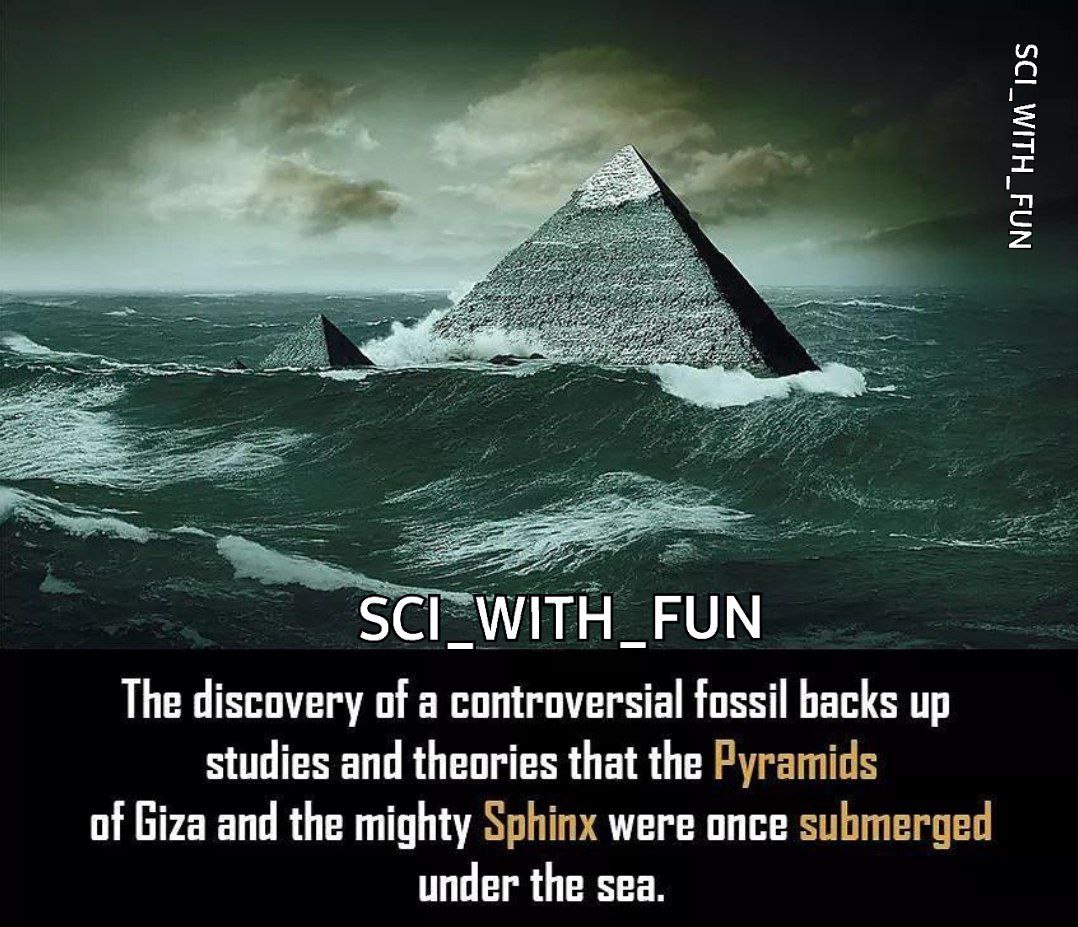 SCI_WITH_FUN
SCI_WITH_FUN
The discovery of a controversial fossil backs up
studies and theories that the Pyramids
of Giza and the mighty Sphinx were once submerged
under the sea.